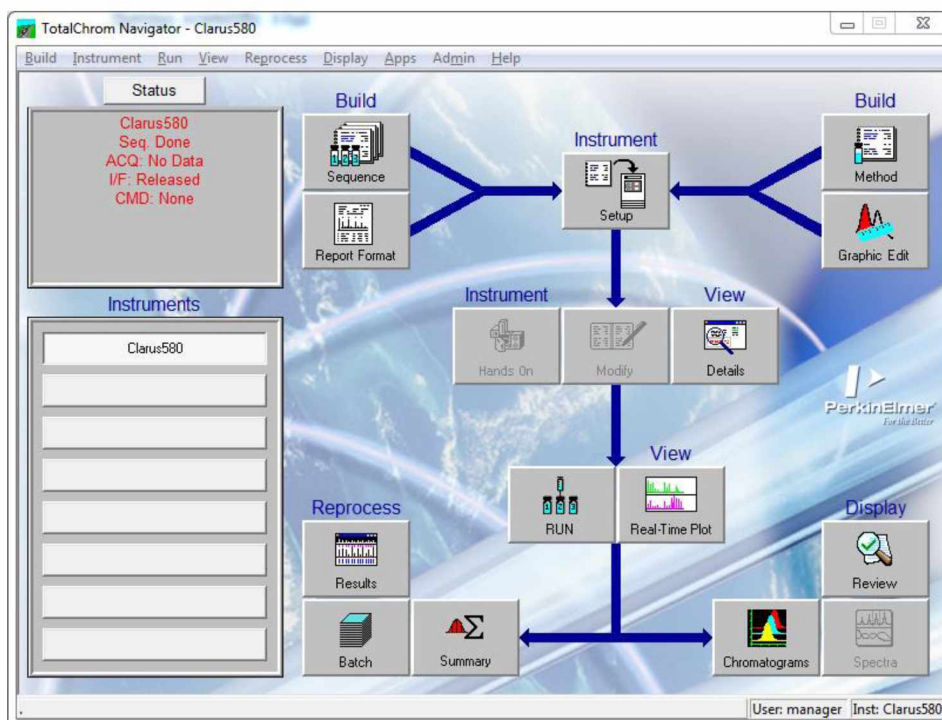 TotalChrom Navigator - Clarus580
Build Instrument Run View Reprocess Display Apps Admin Help
Status
Clarus580
Seq. Done
ACQ: No Data
I/F: Released
CMD: None
Instruments
Clarus580
Build
Sequence
Report Format
Instrument
Setup
Build
Method
Graphic Edit
Instrument
Hands On
Modify
View
Details
PerkinElmer
For the Better
RUN
View
Real-Time Plot
Reprocess
Results
Batch
Summary
Display
Review
Chromatograms
Spectra
.
User: manager
Inst: Clarus580